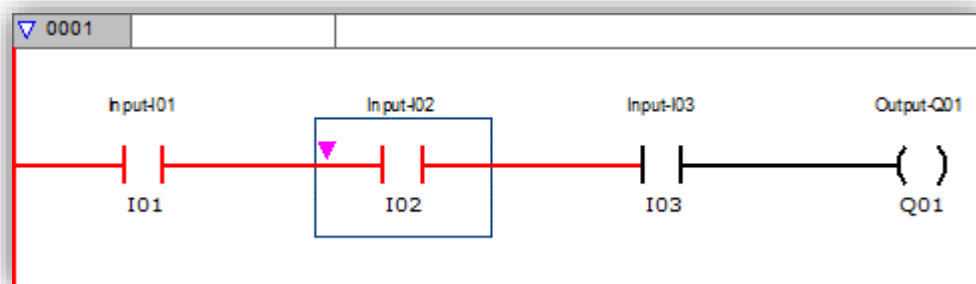 0001
Input-I01 Input-I02 Input-I03 Output-Q01
I01 I02 I03 Q01